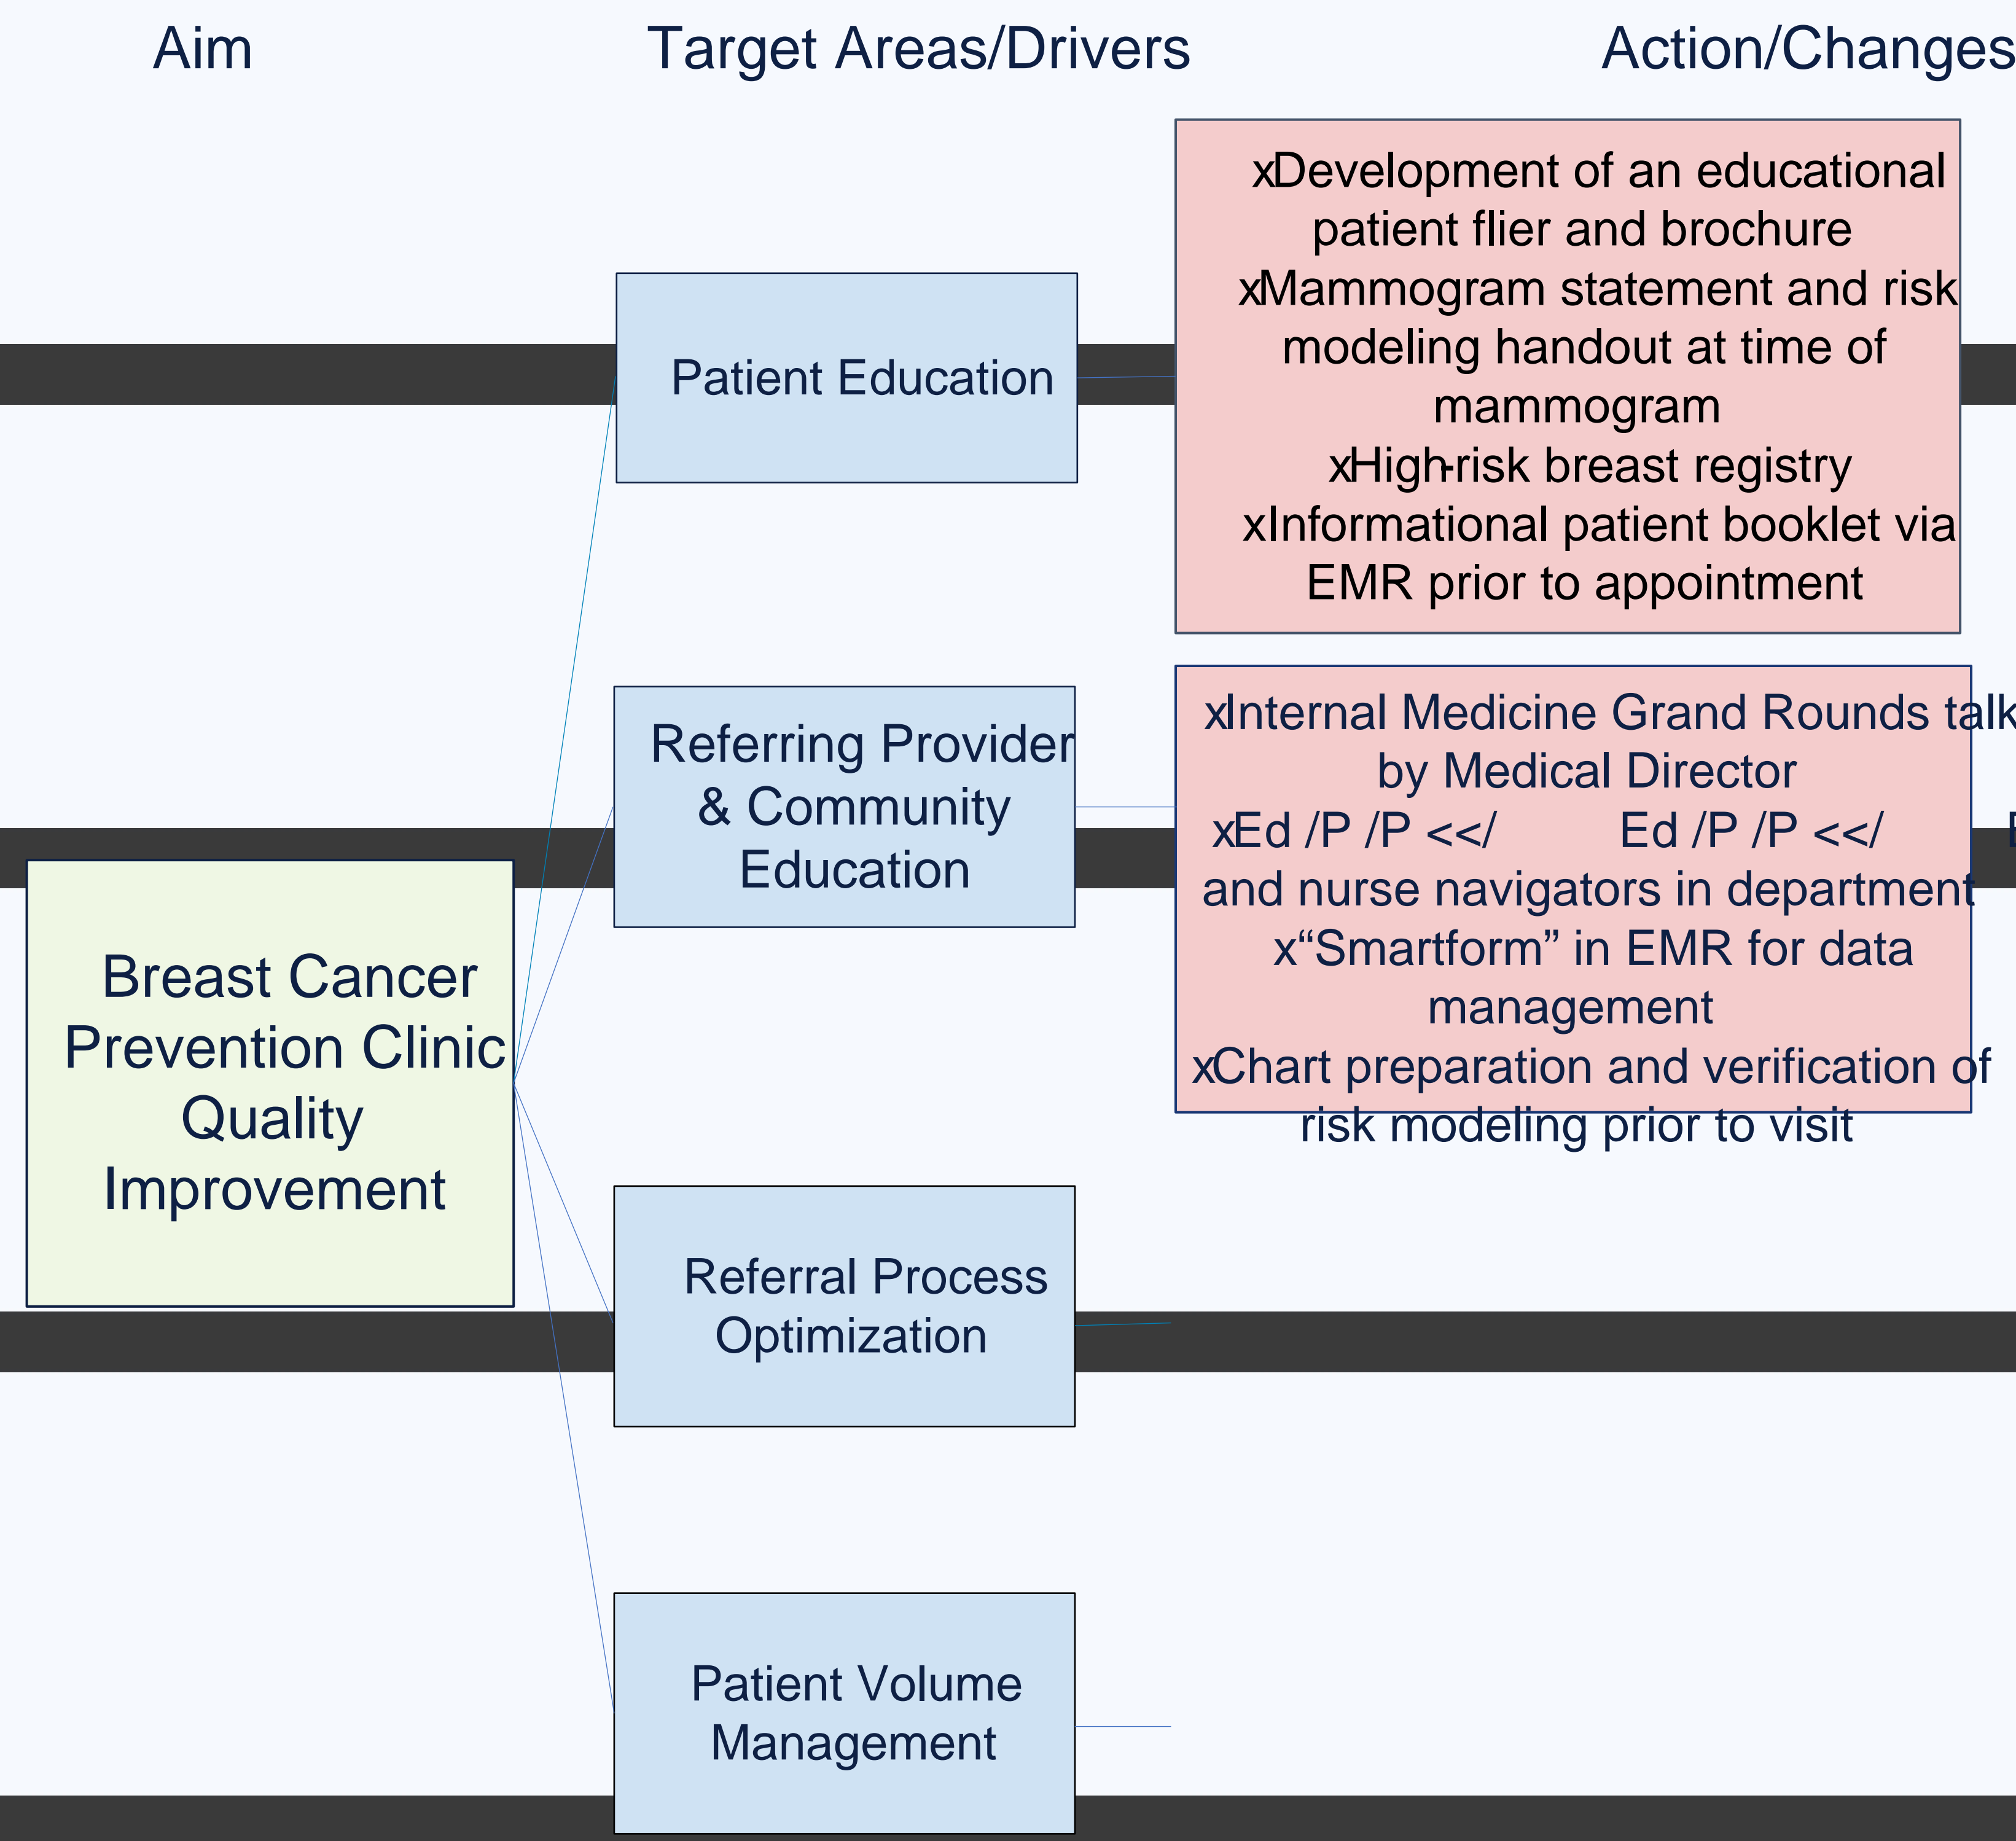 Aim
Target Areas/Drivers
Action/Changes
xDevelopment of an educational
patient flier and brochure
xMammogram statement and risk
modeling handout at time of
mammogram
xHigh-risk breast registry
xInformational patient booklet via
EMR prior to appointment
Patient Education
xInternal Medicine Grand Rounds talk
by Medical Director
xEd /P /P <</ Ed /P /P <</
and nurse navigators in department
x“Smartform” in EMR for data
management
xChart preparation and verification of
risk modeling prior to visit
Referring Provider
& Community
Education
Breast Cancer
Prevention Clinic
Quality
Improvement
Referral Process
Optimization
Patient Volume
Management